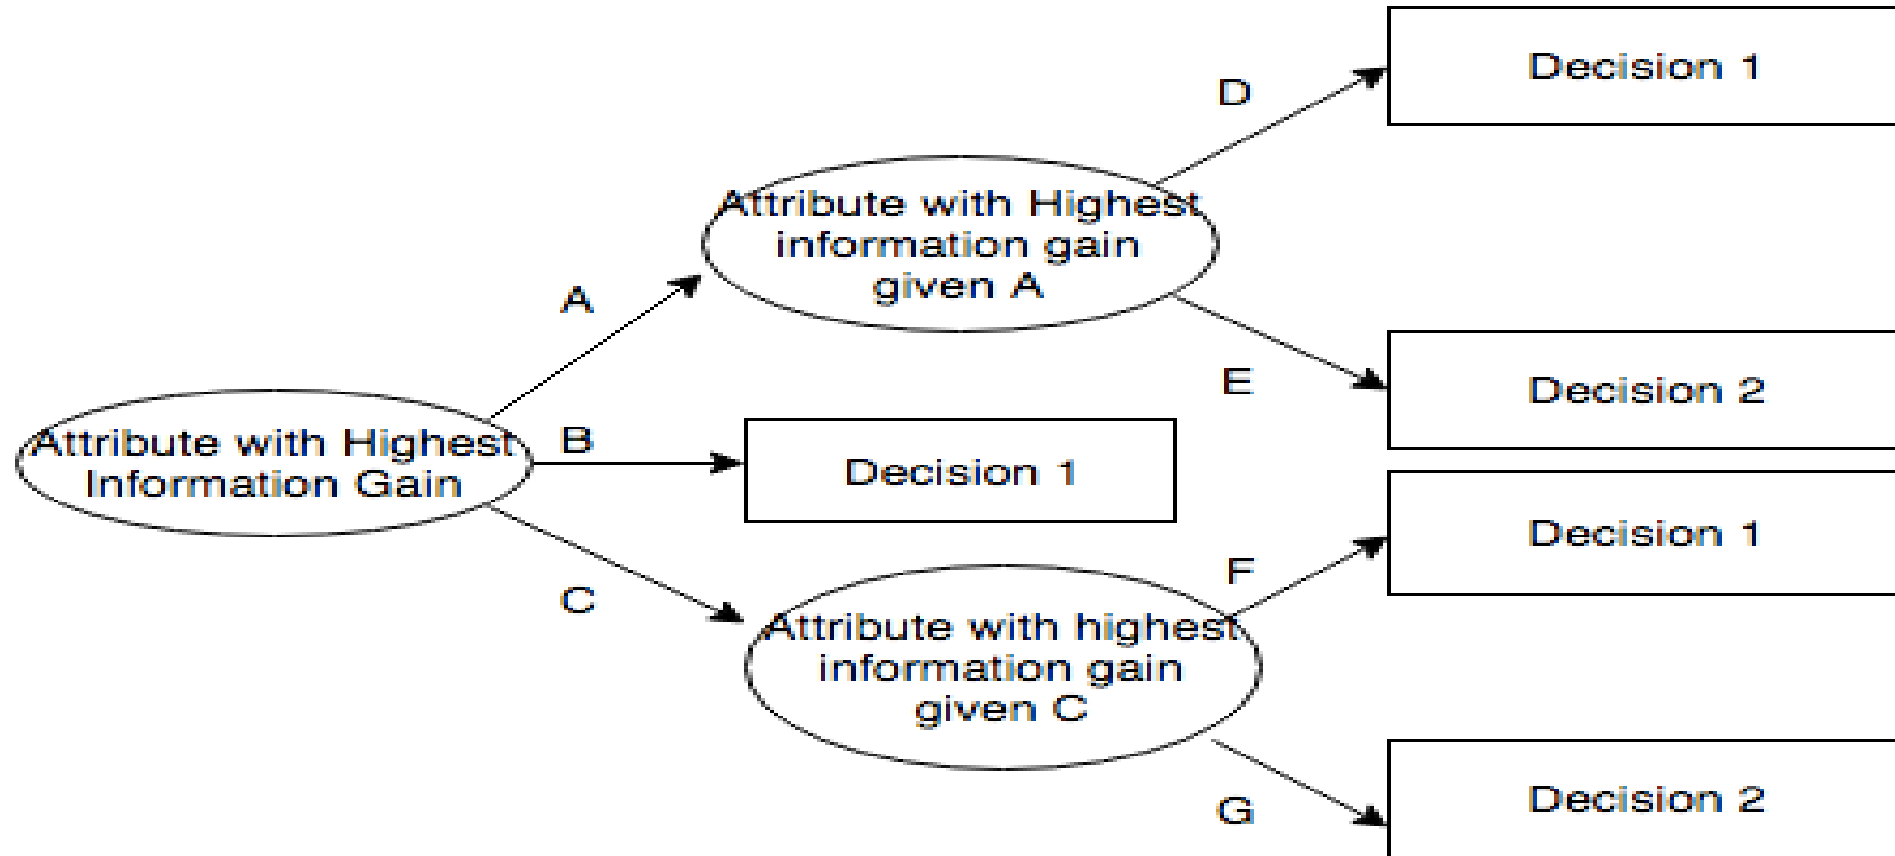 Decision 1
D
Attribute with Highest
information gain
given A
A
E
Decision 2
Attribute with Highest
Information Gain
B
Decision 1
Decision 1
F
C
Attribute with highest
information gain
given C
G
Decision 2